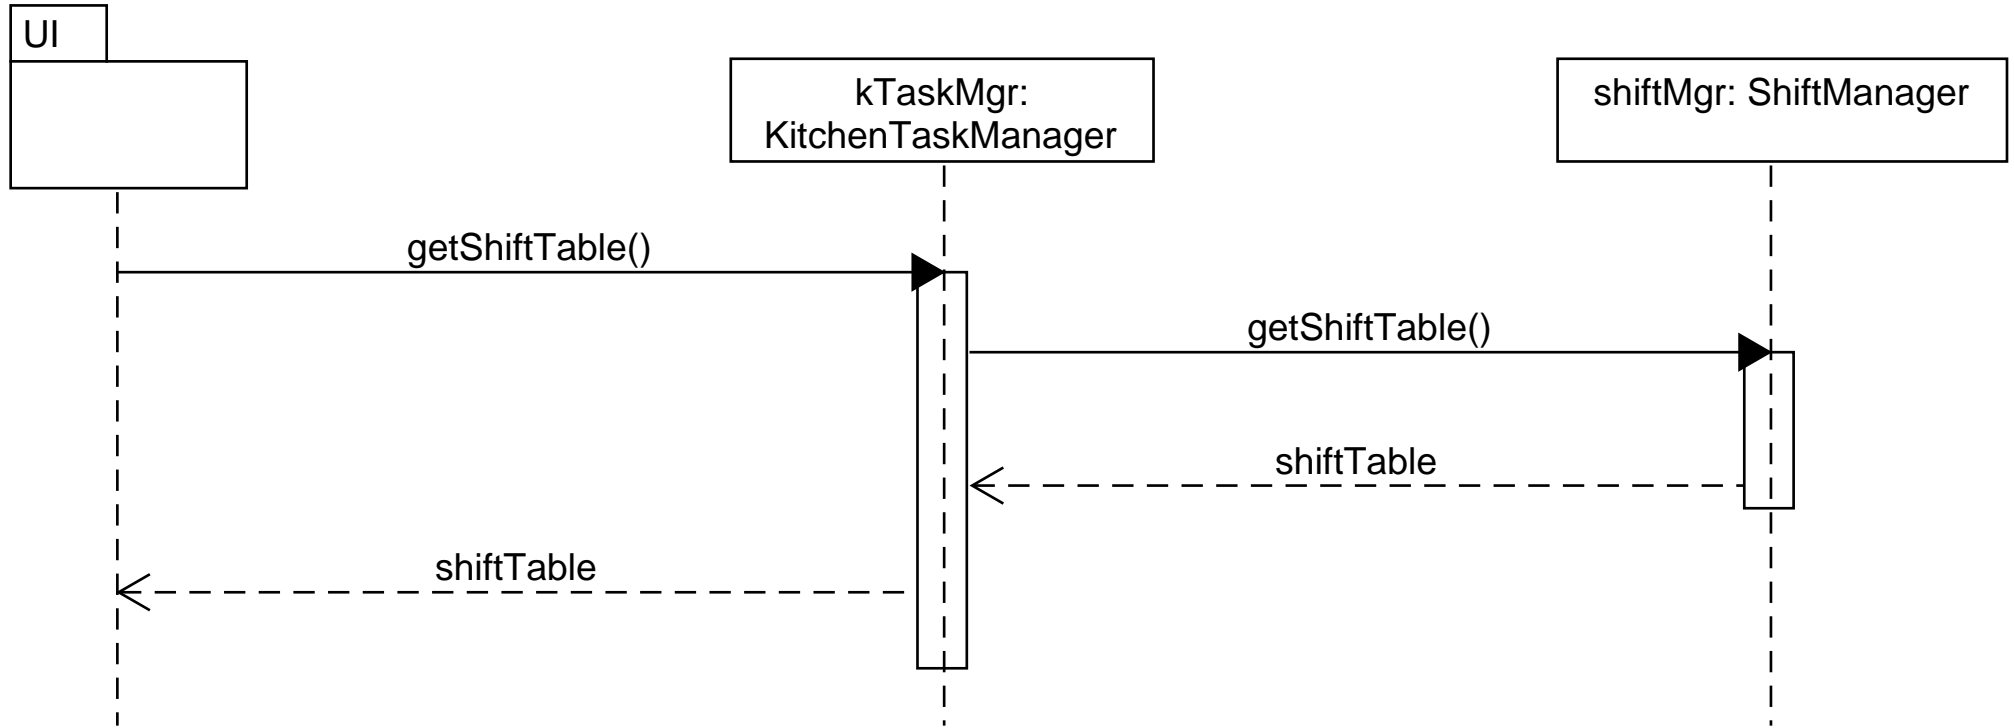 UI
kTaskMgr:
KitchenTaskManager
shiftMgr: ShiftManager
getShiftTable()
getShiftTable()
shiftTable
shiftTable